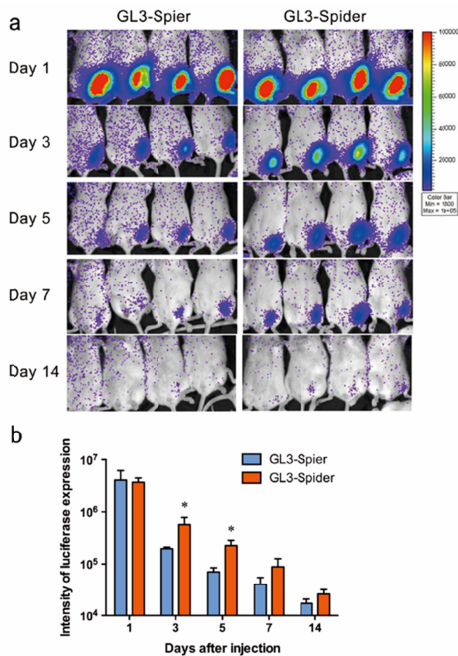 a
GL3-Spier
GL3-Spider
Day 1
Day 3
Day 5
Day 7
Day 14
100000
80000
60000
40000
20000
Color Bar
Min = 1800
Max = 1e+05
b
GL3-Spier
GL3-Spider
Intensity of luciferase expression
10^7
10^6
10^5
10^4
*
*
1 3 5 7 14
Days after injection